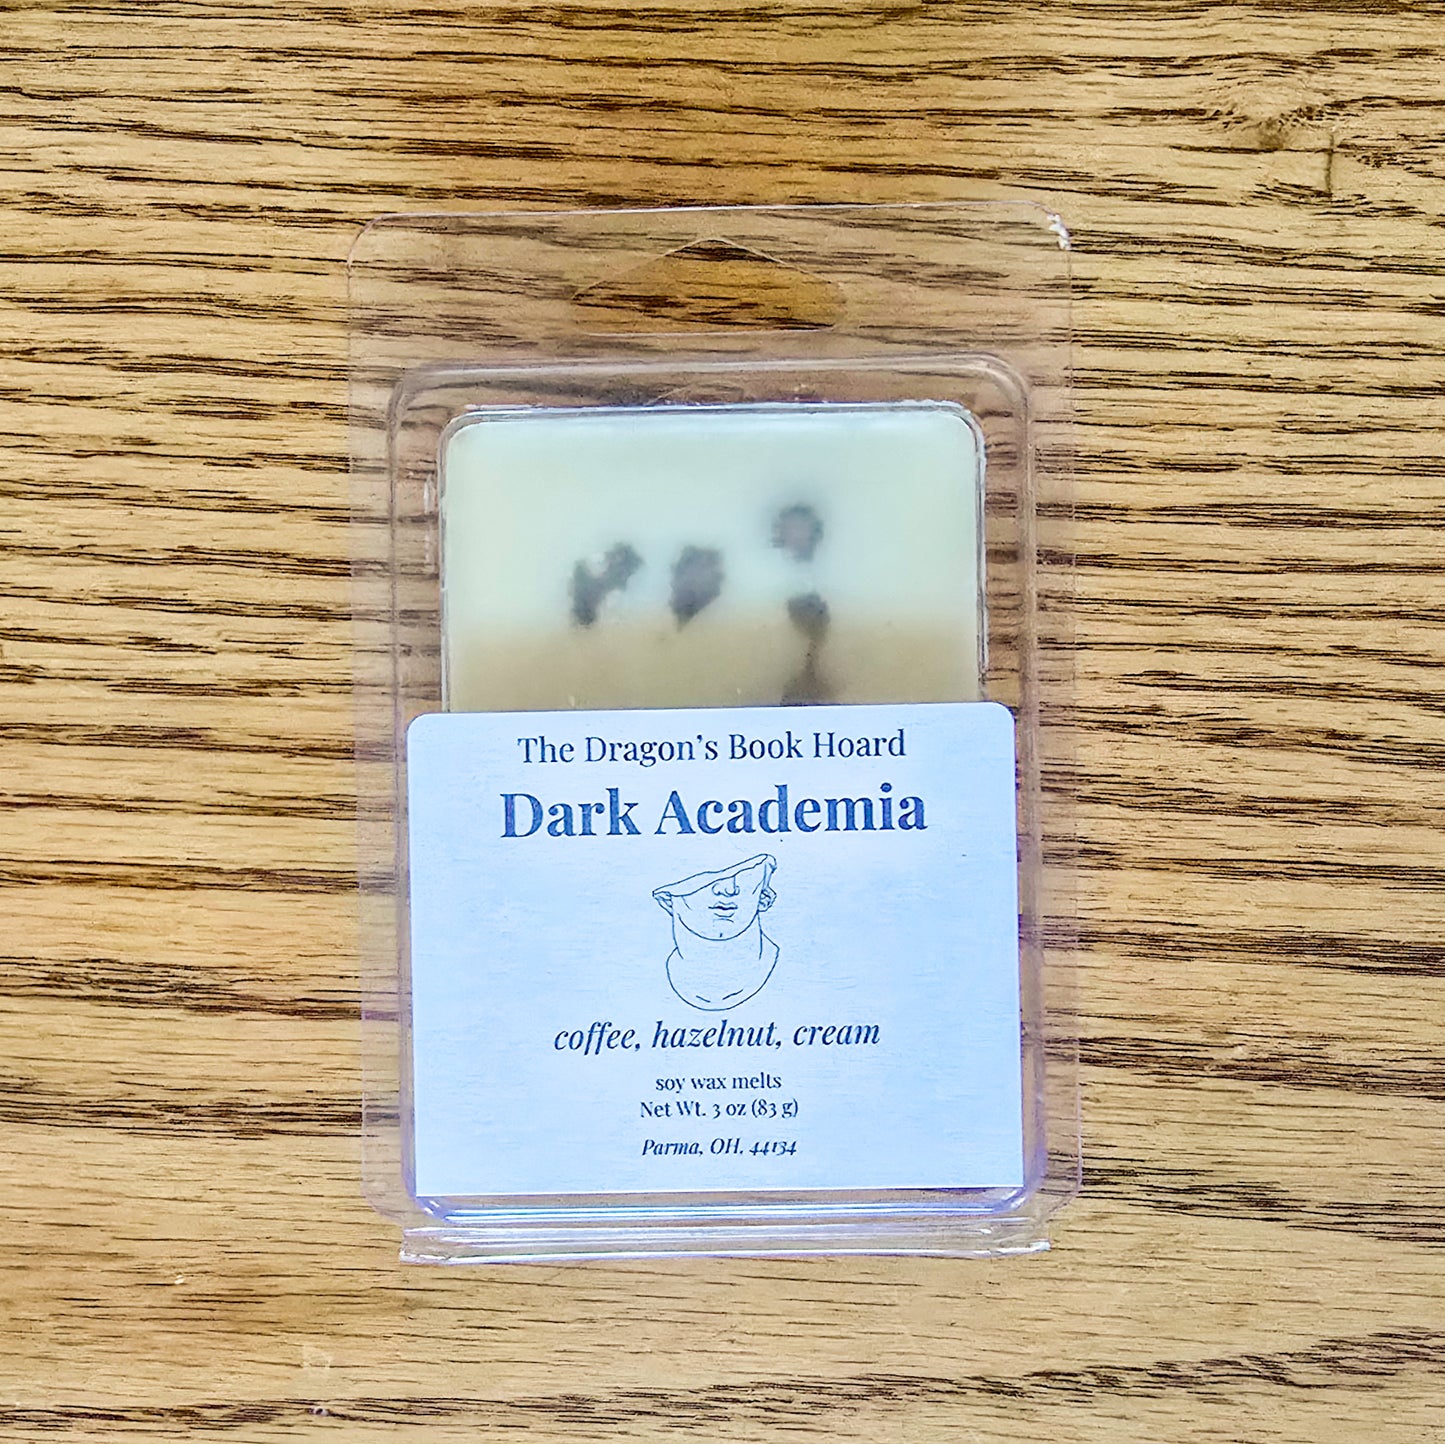 The Dragon's Book Hoard
Dark Academia
coffee, hazelnut, cream
soy wax melts
Net Wt. 3 oz (83 g)
Parma, OH, 44134